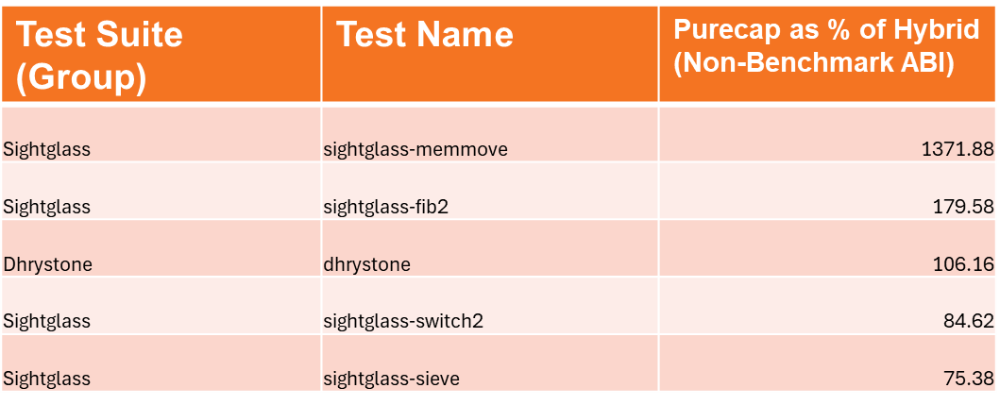 Test Suite
(Group)
Test Name
Purecap as % of Hybrid
(Non-Benchmark ABI)
Sightglass sightglass-memmove 1371.88
Sightglass sightglass-fib2 179.58
Dhrystone dhrystone 106.16
Sightglass sightglass-switch2 84.62
Sightglass sightglass-sieve 75.38